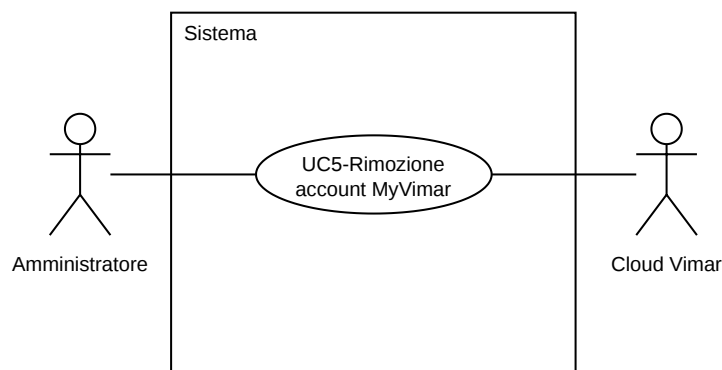 Sistema
UC5-Rimozione
account MyVimar
Amministratore
Cloud Vimar